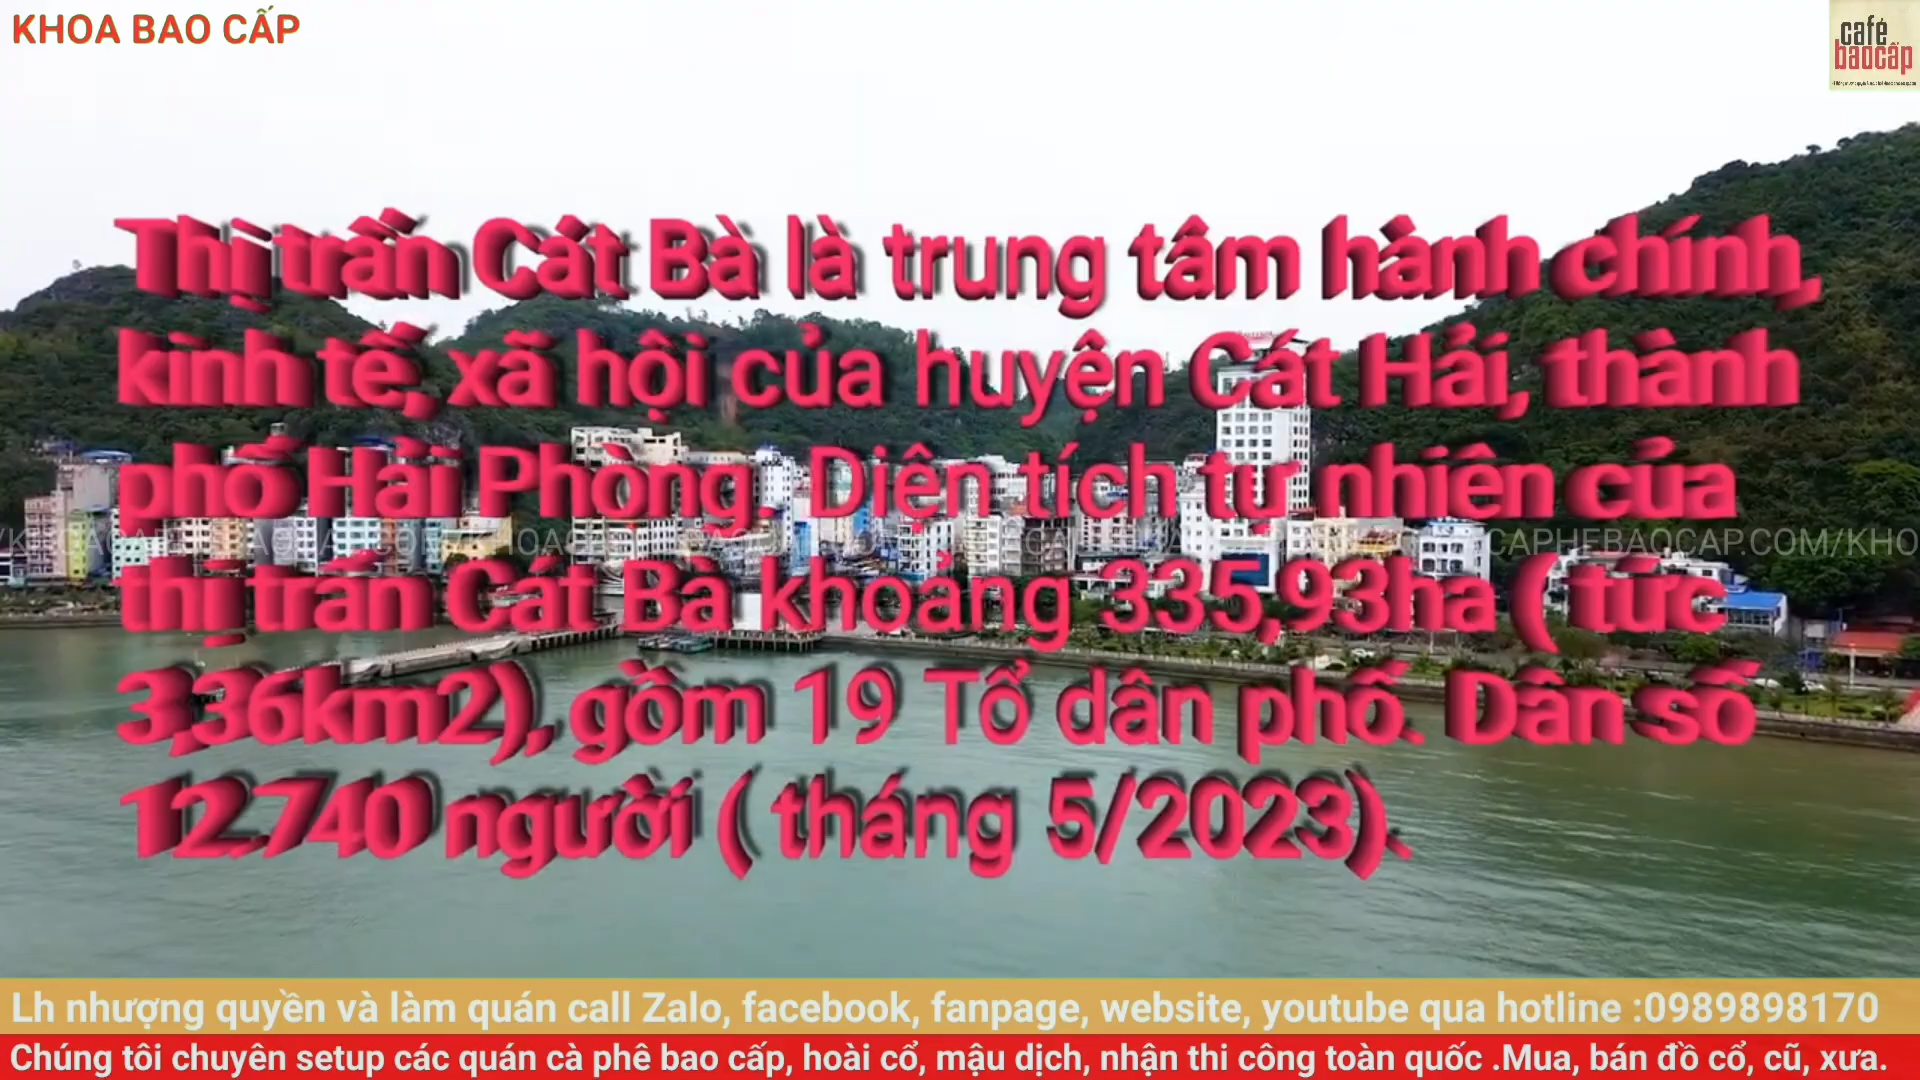 KHOA BAO CẤP
café
baocấp
Thị trấn Cát Bà là trung tâm hành chính,
kinh tế, xã hội của huyện Cát Hải, thành
phố Hải Phòng. Diện tích tự nhiên của
thị trấn Cát Bà khoảng 335,93ha ( tức
3,36km2), gồm 19 Tổ dân phố. Dân số
12.740 người ( tháng 5/2023).
Lh nhượng quyền và làm quán call Zalo, facebook, fanpage, website, youtube qua hotline :0989898170
Chúng tôi chuyên setup các quán cà phê bao cấp, hoài cổ, mậu dịch, nhận thi công toàn quốc .Mua, bán đồ cổ, cũ, xưa.